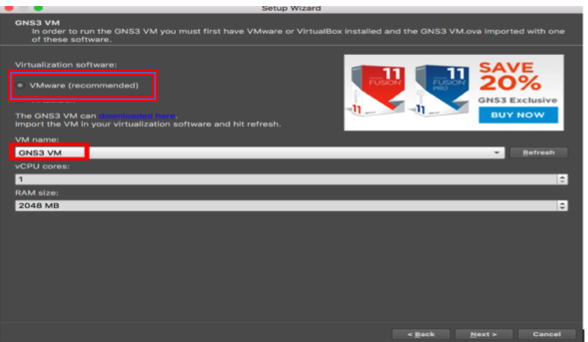 Setup Wizard
GNS3 VM
In order to run the GNS3 VM you must first have VMware or VirtualBox installed and the GNS3 VM.ova imported with one
of these software.
Virtualization software:
VMware (recommended)
The GNS3 VM can downloaded here.
Import the VM in your virtualization software and hit refresh.
11
FUSION
11
FUSION
PRO
11
11
SAVE
20%
GNS3 Exclusive
BUY NOW
VM name:
GNS3 VM
Refresh
vCPU cores:
1
RAM size:
2048 MB
< Back
Next >
Cancel